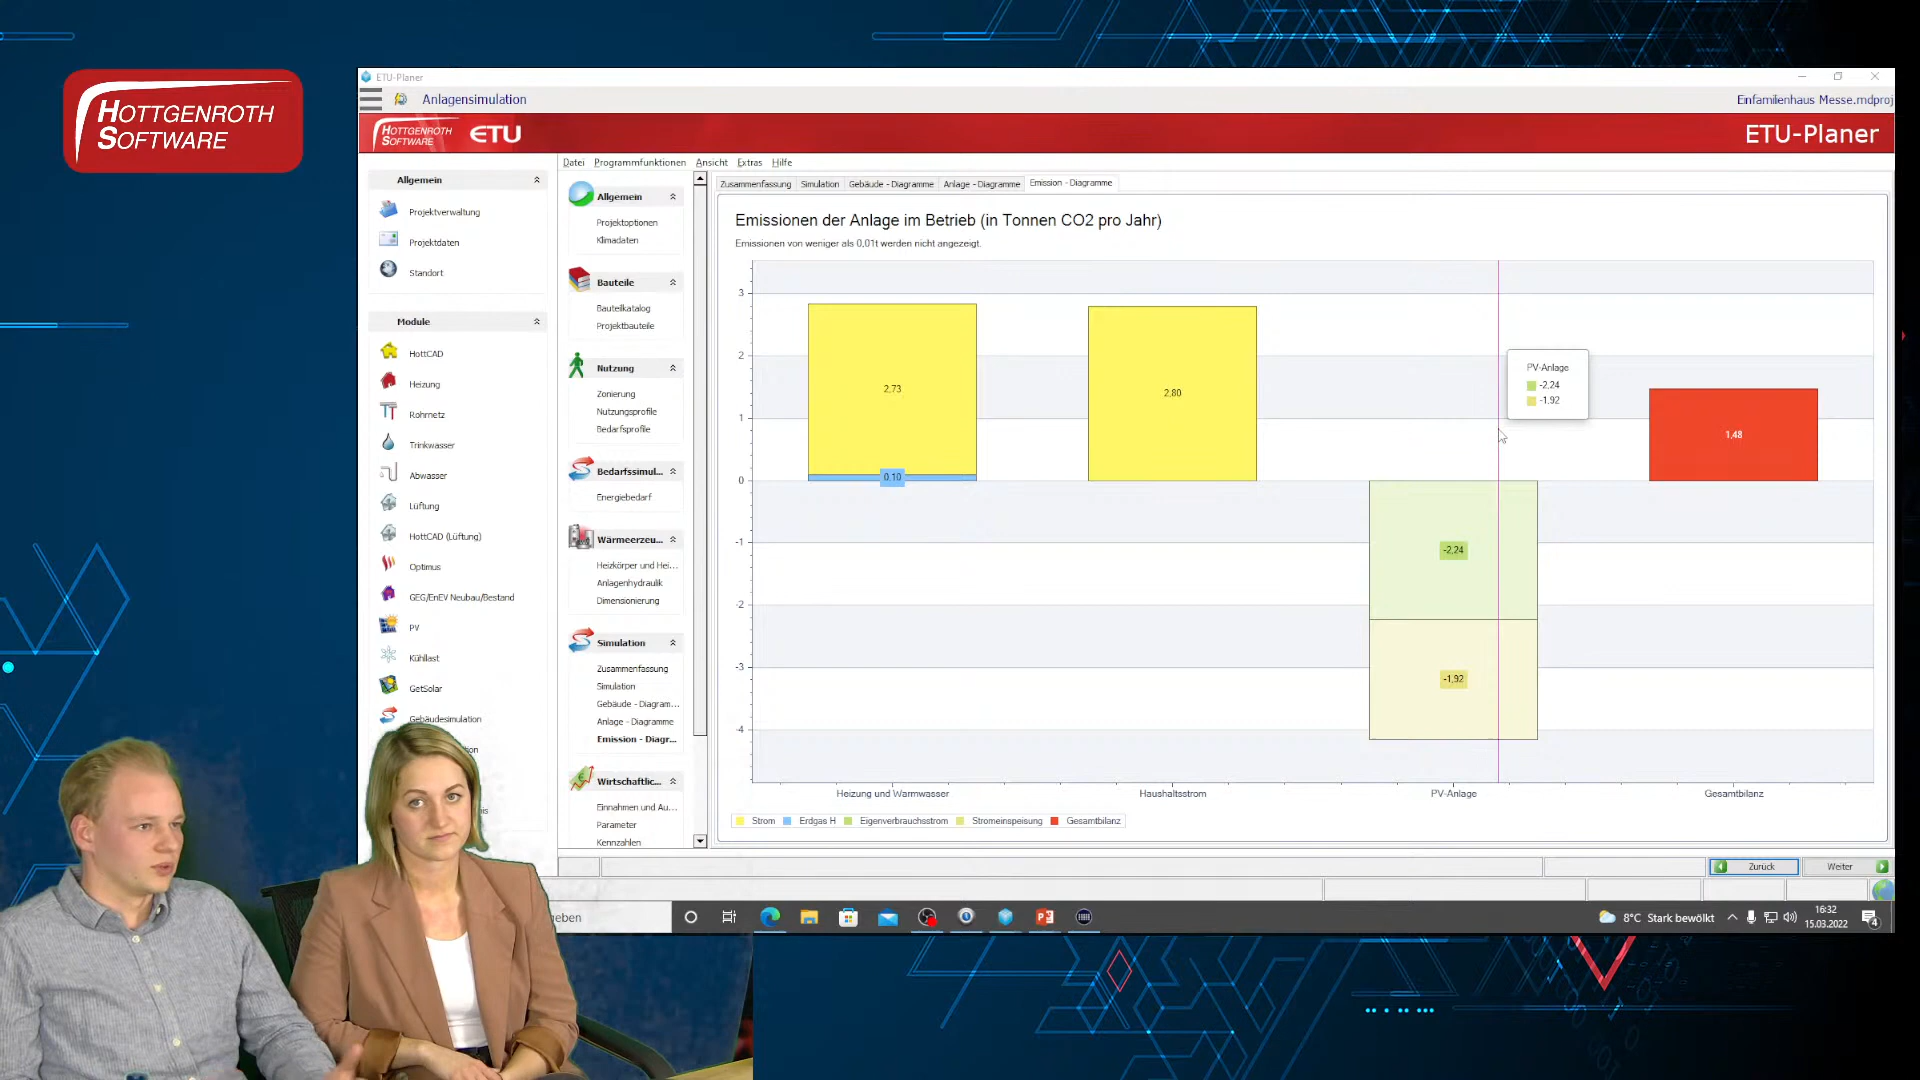 HOTTGENROTH
SOFTWARE
ETU-Planer
Anlagensimulation
Einfamilienhaus Messe.mdproj
HOTTGENROTH
SOFTWARE
ETU
ETU-Planer
Allgemein
Projektverwaltung
Projektdaten
Standort
Module
HottCAD
Heizung
Rohrnetz
Trinkwasser
Abwasser
Lüftung
HottCAD (Lüftung)
Optimus
GEG/EnEV Neubau/Bestand
PV
Kühllast
GetSolar
Gebäudesimulation
Datei Programmfunktionen Ansicht Extras Hilfe
Allgemein
Projektoptionen
Klimadaten
Bauteile
Bauteilkatalog
Projektbauteile
Nutzung
Zonierung
Nutzungsprofile
Bedarfsprofile
Bedarfssimul...
Energiebedarf
Wärmeerzeu...
Heizkörper und Hei...
Anlagenhydraulik
Dimensionierung
Simulation
Zusammenfassung
Simulation
Gebäude - Diagram...
Anlage - Diagramme
Emission - Diagr...
Wirtschaftlic...
Einnahmen und Au...
Parameter
Kennzahlen
Zusammenfassung Simulation Gebäude - Diagramme Anlage - Diagramme Emission - Diagramme
Emissionen der Anlage im Betrieb (in Tonnen CO2 pro Jahr)
Emissionen von weniger als 0,01t werden nicht angezeigt.
3
2
1
0
-1
-2
-3
-4
2,73
0,10
2,80
PV-Anlage
-2,24
-1,92
-2,24
-1,92
1,48
Heizung und Warmwasser
Haushaltsstrom
PV-Anlage
Gesamtbilanz
Strom Erdgas H Eigenverbrauchsstrom Stromeinspeisung Gesamtbilanz
Zurück
Weiter
8°C Stark bewölkt
16:32
15.03.2022
4